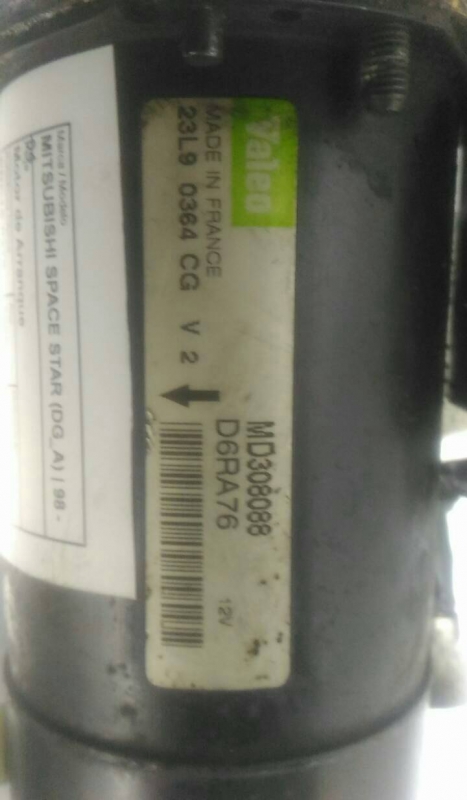 Valeo
MADE IN FRANCE
23L9 0364 CG V 2
MD308088
D6RA76
12V
Marca / Modelo
MITSUBISHI SPACE STAR (DG_A) | 98 -
Motor de Arranque